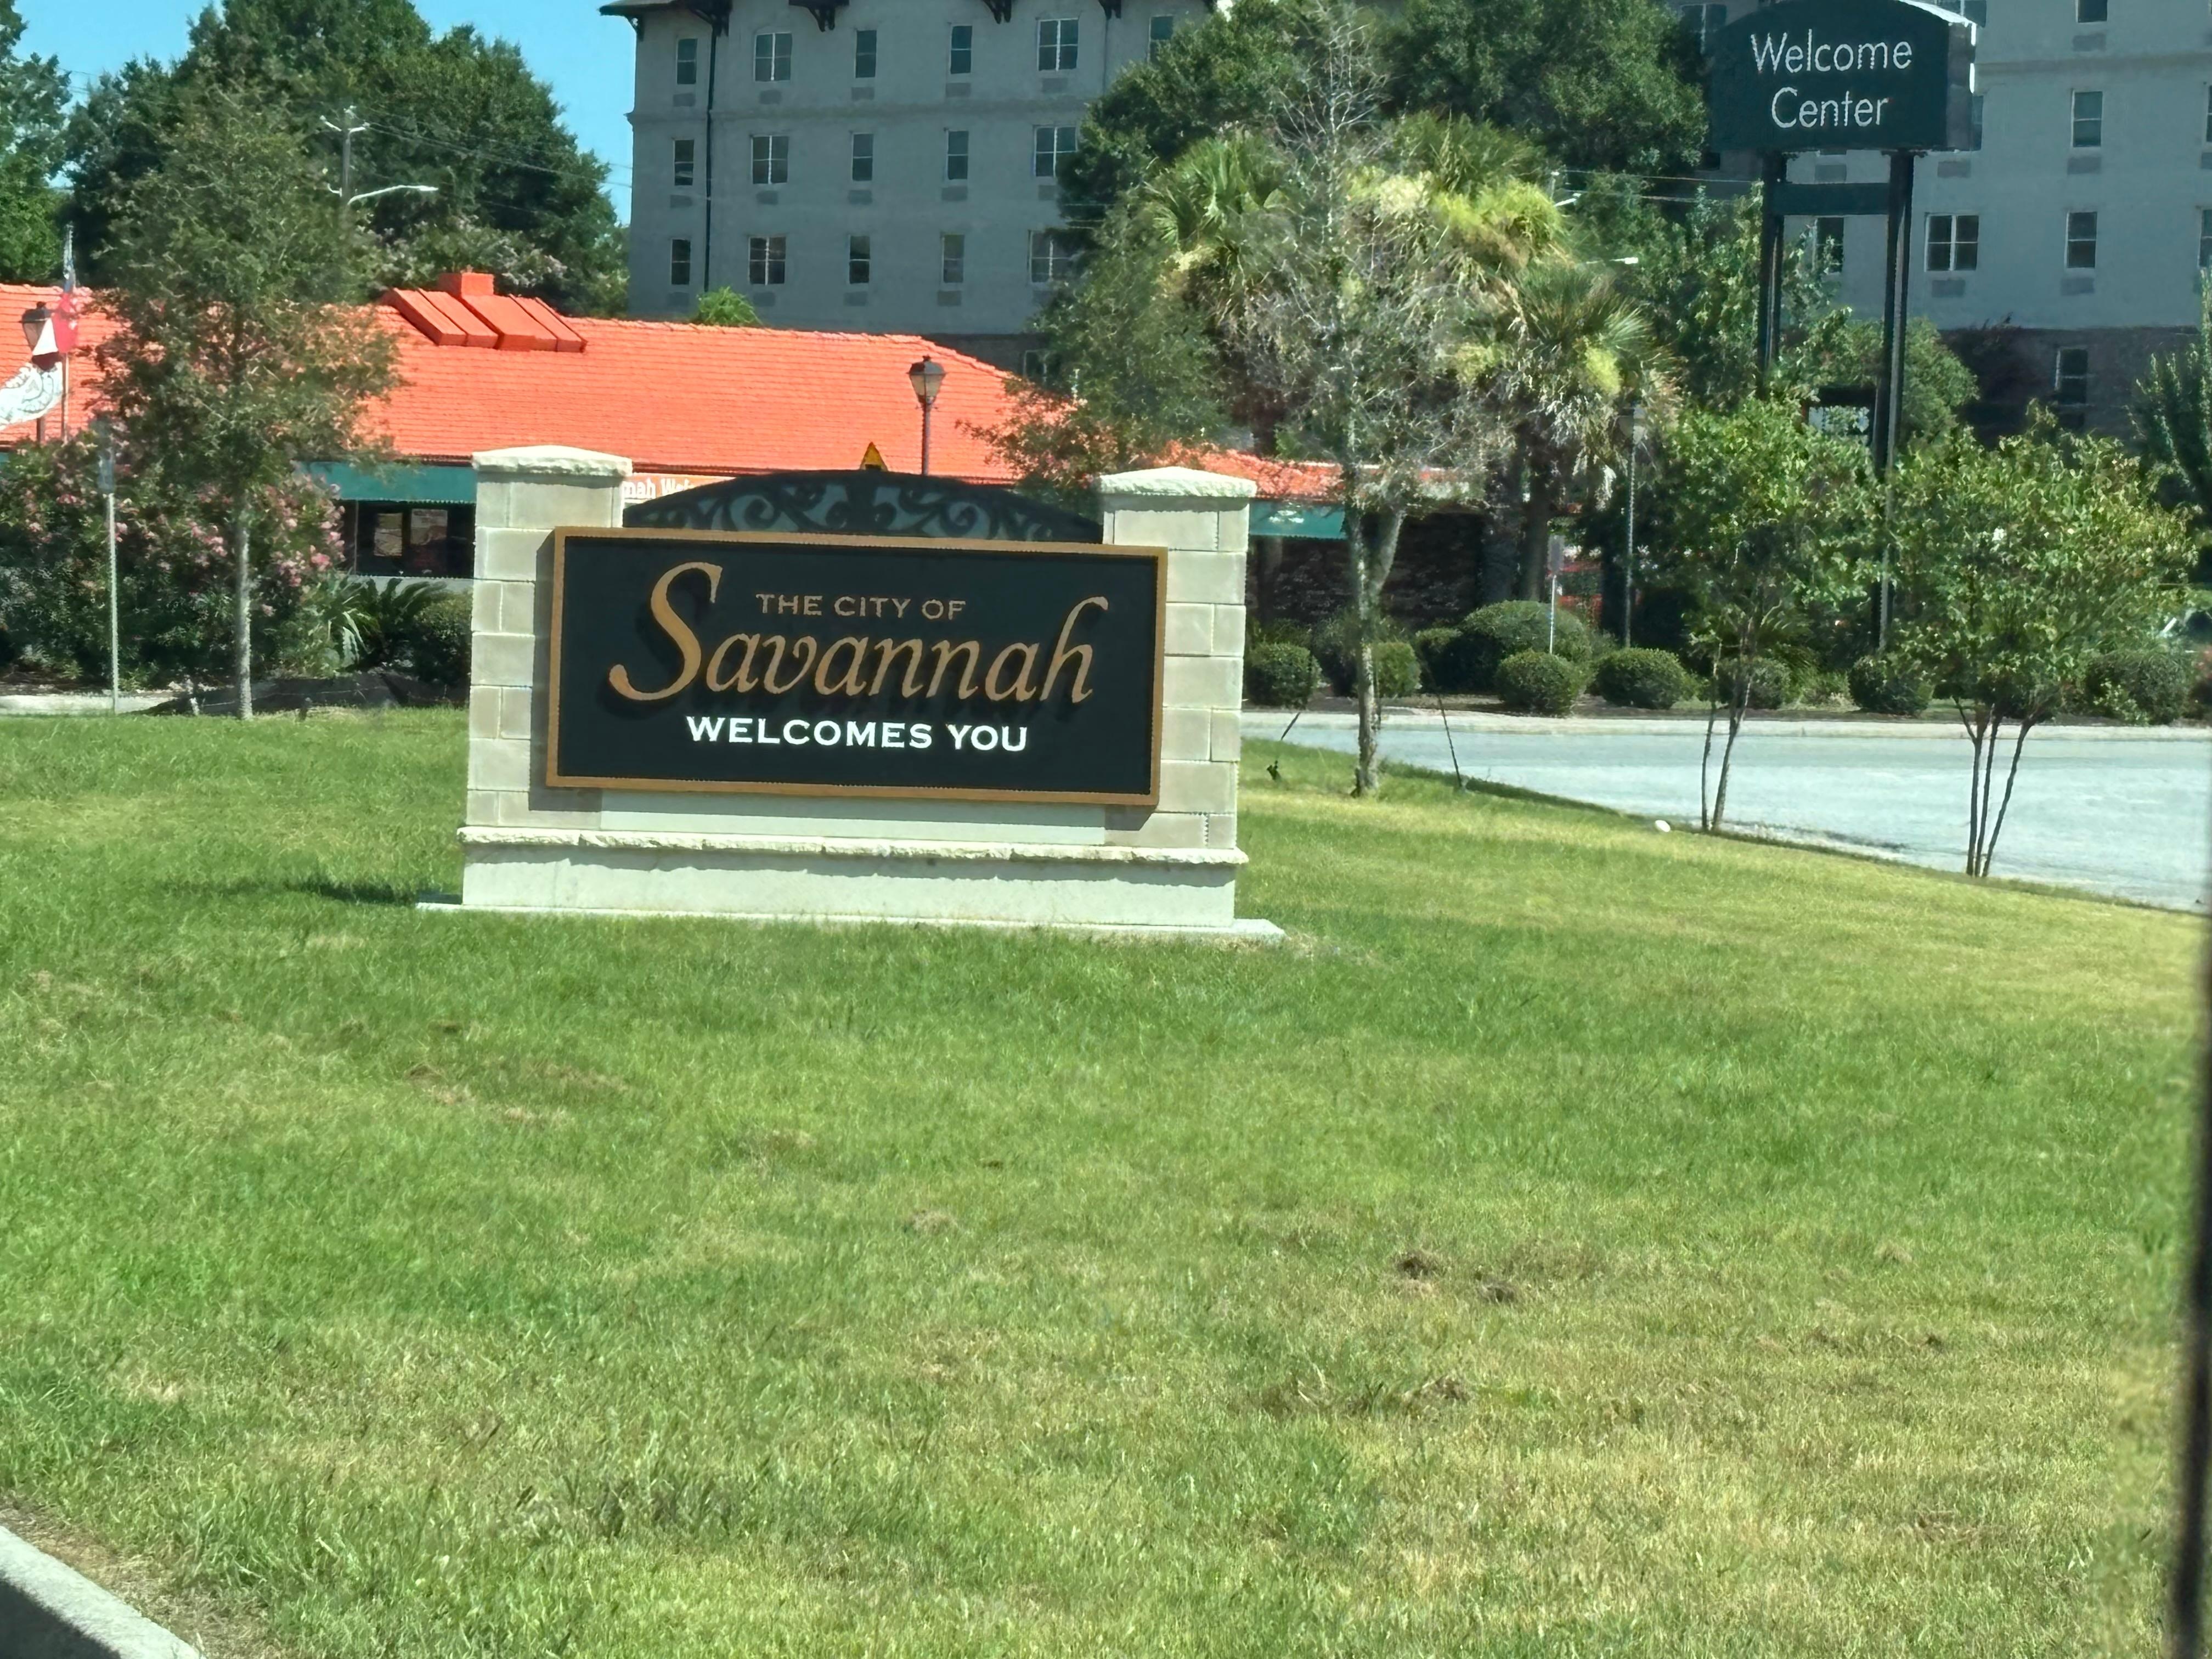 Welcome
Center
THE CITY OF
Savannah
WELCOMES YOU